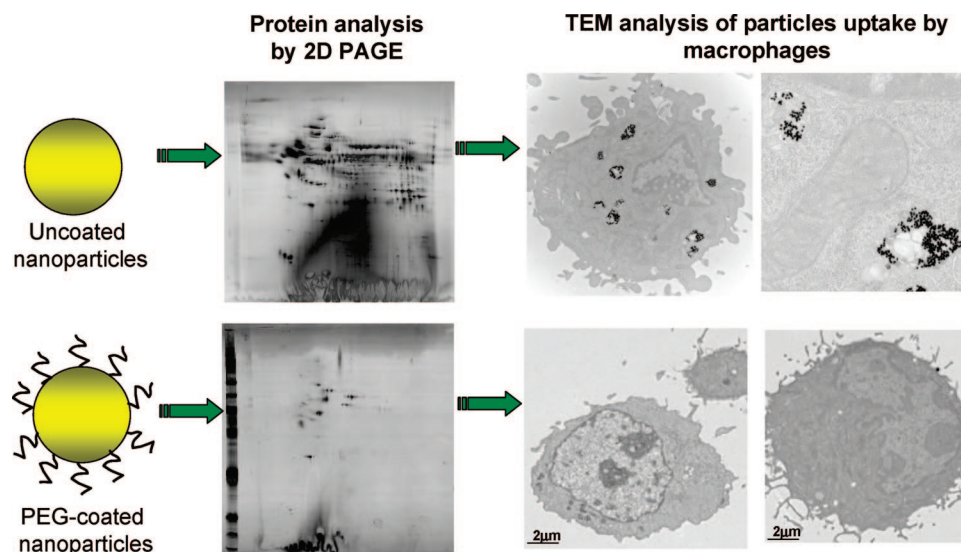 Protein analysis
by 2D PAGE
TEM analysis of particles uptake by
macrophages
Uncoated
nanoparticles
PEG-coated
nanoparticles
2µm
2µm